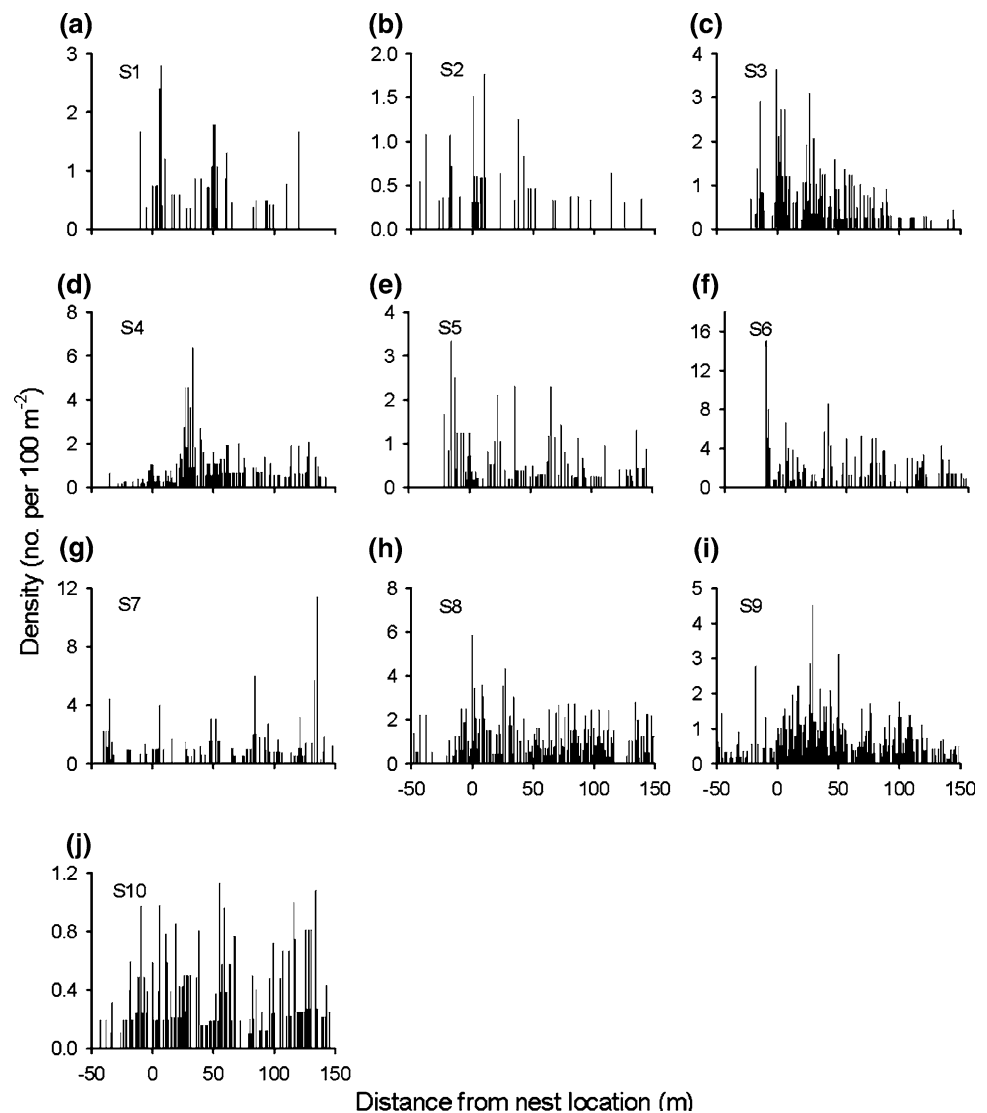 (a)
(b)
(c)
3
2
1
0
S1
2.0
1.5
1.0
0.5
0.0
S2
4
3
2
1
0
S3
(d)
(e)
(f)
8
6
4
2
0
S4
4
3
2
1
0
S5
16
12
8
4
0
S6
Density (no. per 100 m-2)
(g)
(h)
(i)
12
8
4
0
S7
8
6
4
2
0
S8
-50 0 50 100 150
5
4
3
2
1
0
S9
-50 0 50 100 150
(j)
1.2
0.8
0.4
0.0
S10
-50 0 50 100 150
Distance from nest location (m)